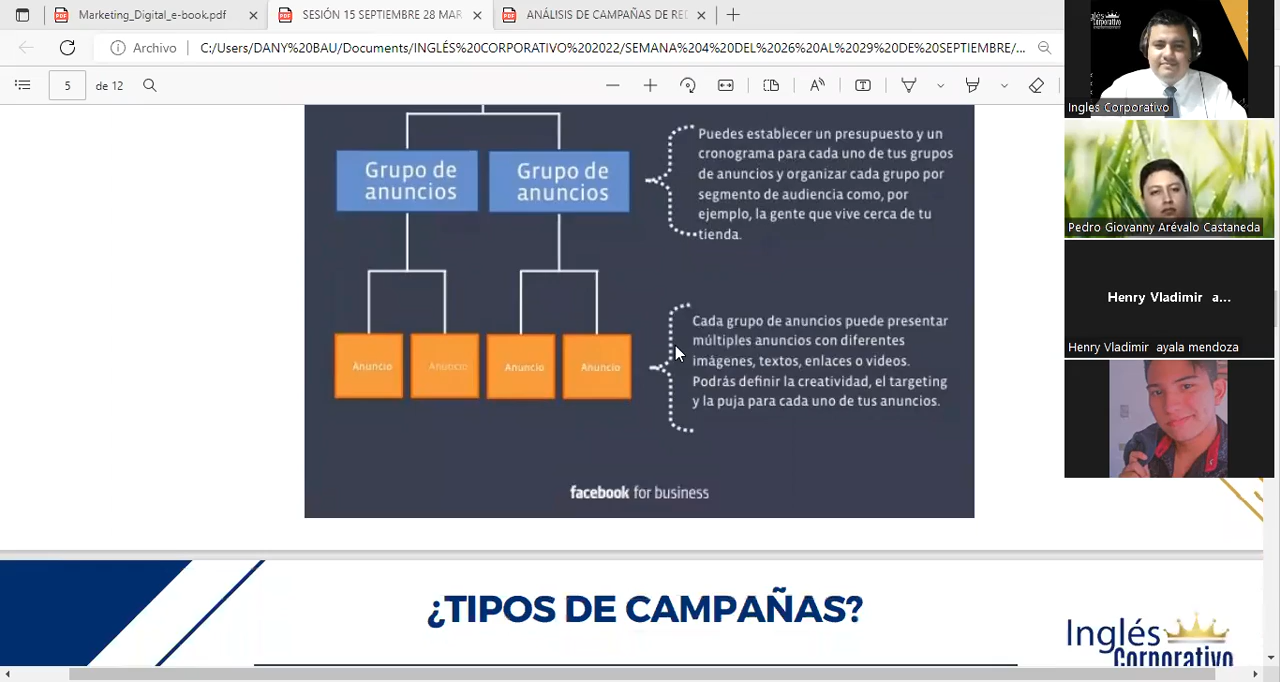 Marketing_Digital_e-book.pdf
SESIÓN 15 SEPTIEMBRE 28 MAR
ANÁLISIS DE CAMPAÑAS DE RED
Archivo
C:/Users/DANY%20BAU/Documents/INGLÉS%20CORPORATIVO%202022/SEMANA%204%20DEL%2026%20AL%2029%20DE%20SEPTIEMBRE/...
5
de 12
Grupo de
anuncios
Grupo de
anuncios
Puedes establecer un presupuesto y un
cronograma para cada uno de tus grupos
de anuncios y organizar cada grupo por
segmento de audiencia como, por
ejemplo, la gente que vive cerca de tu
tienda.
Anuncio
Anuncio
Anuncio
Anuncio
Cada grupo de anuncios puede presentar
múltiples anuncios con diferentes
imágenes, textos, enlaces o videos.
Podrás definir la creatividad, el targeting
y la puja para cada uno de tus anuncios.
facebook for business
¿TIPOS DE CAMPAÑAS?
Inglés
Corporativo
Inglés
Corporativo
Ingles Corporativo
Pedro Giovanny Arévalo Castaneda
Henry Vladimir a...
Henry Vladimir ayala mendoza